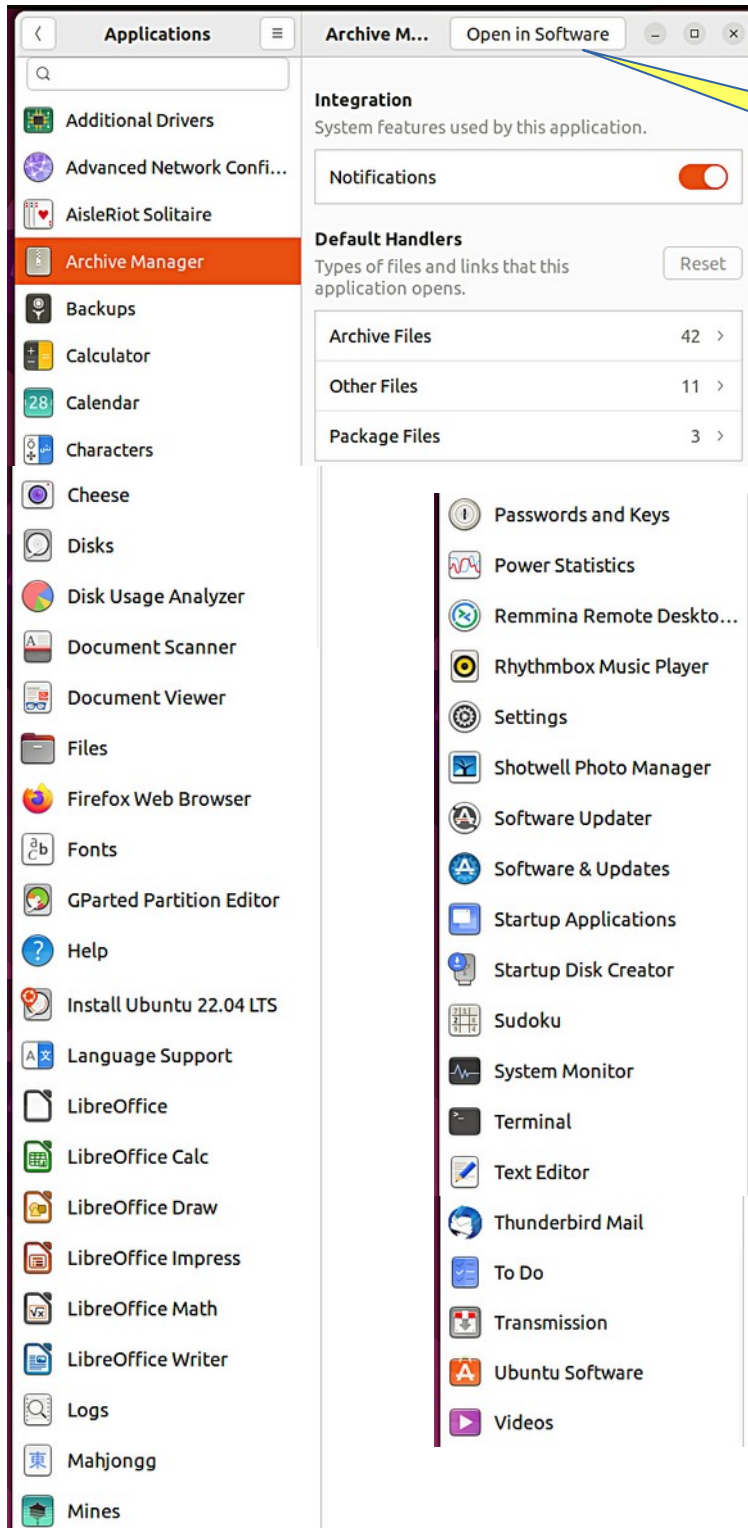 Applications
Archive M...
Open in Software
Additional Drivers
Advanced Network Confi...
AisleRiot Solitaire
Archive Manager
Backups
Calculator
28
Calendar
Characters
Integration
System features used by this application.
Notifications
Default Handlers
Types of files and links that this
application opens.
Reset
Archive Files 42
Other Files 11
Package Files 3
Cheese
Disks
Disk Usage Analyzer
Document Scanner
Document Viewer
Files
Firefox Web Browser
Fonts
GParted Partition Editor
Help
Install Ubuntu 22.04 LTS
Language Support
LibreOffice
LibreOffice Calc
LibreOffice Draw
LibreOffice Impress
LibreOffice Math
LibreOffice Writer
Logs
東
Mahjongg
Mines
Passwords and Keys
Power Statistics
Remmina Remote Deskto...
Rhythmbox Music Player
Settings
Shotwell Photo Manager
Software Updater
Software & Updates
Startup Applications
Startup Disk Creator
Sudoku
System Monitor
Terminal
Text Editor
Thunderbird Mail
To Do
Transmission
Ubuntu Software
Videos